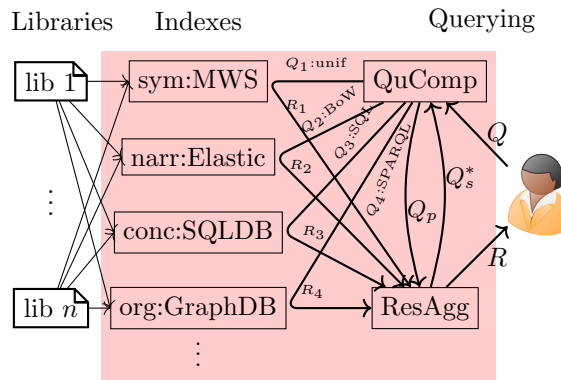 Libraries Indexes Querying
lib 1
sym:MWS
Q1:unif
QuComp
R1
Q2:BoW
Q3:SQL
Q4:SPARQL
narr:Elastic
R2
Q
⋮
Qp
Q*s
conc:SQLDB
R3
R
lib n
org:GraphDB
R4
ResAgg
⋮